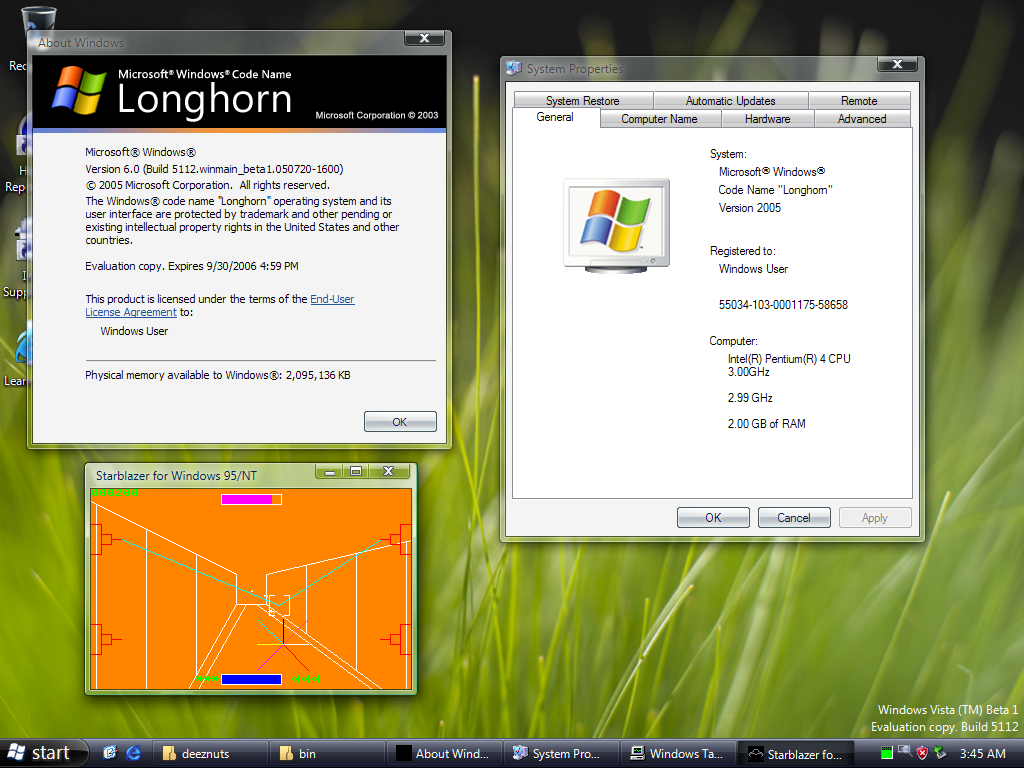 Rec
H
Rep
I
Supp
Lear
About Windows
Microsoft® Windows® Code Name
Longhorn
Microsoft Corporation © 2003
Microsoft® Windows®
Version 6.0 (Build 5112.winmain_beta1.050720-1600)
© 2005 Microsoft Corporation. All rights reserved.
The Windows® code name "Longhorn" operating system and its
user interface are protected by trademark and other pending or
existing intellectual property rights in the United States and other
countries.
Evaluation copy. Expires 9/30/2006 4:59 PM
This product is licensed under the terms of the End-User
License Agreement to:
Windows User
Physical memory available to Windows®: 2,095,136 KB
OK
System Properties
System Restore
Automatic Updates
Remote
General
Computer Name
Hardware
Advanced
System:
Microsoft® Windows®
Code Name "Longhorn"
Version 2005
Registered to:
Windows User
55034-103-0001175-58658
Computer:
Intel(R) Pentium(R) 4 CPU
3.00GHz
2.99 GHz
2.00 GB of RAM
OK
Cancel
Apply
Starblazer for Windows 95/NT
Windows Vista (TM) Beta 1
Evaluation copy. Build 5112
start
deeznuts
bin
About Wind...
System Pro...
Windows Ta...
Starblazer fo...
3:45 AM